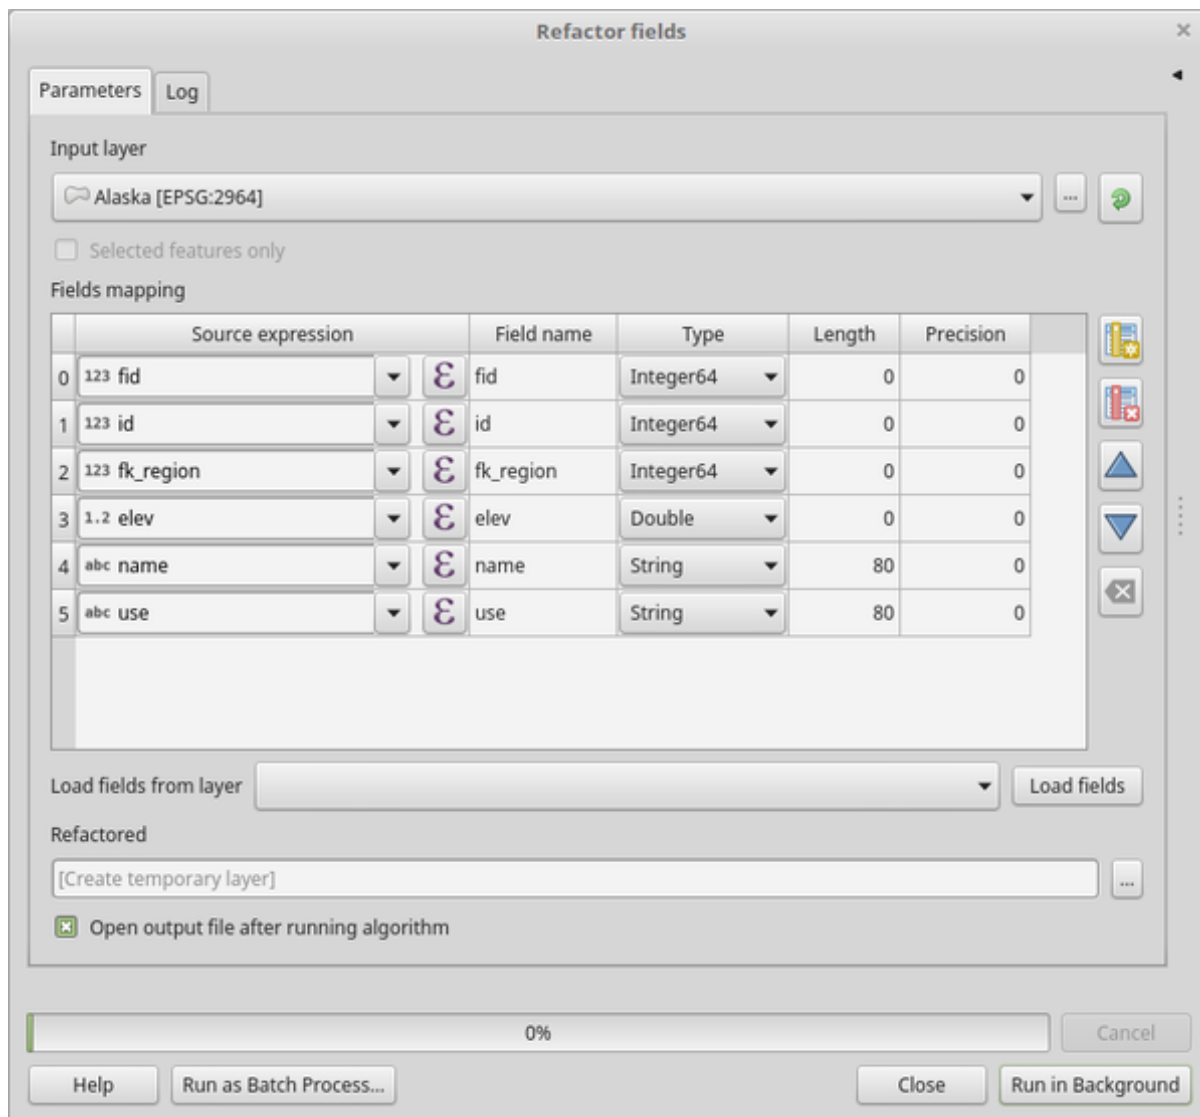 Refactor fields
Parameters Log
Input layer
Alaska [EPSG:2964] ...
Selected features only
Fields mapping
Source expression Field name Type Length Precision
0 123 fid ε fid Integer64 0 0
1 123 id ε id Integer64 0 0
2 123 fk_region ε fk_region Integer64 0 0
3 1.2 elev ε elev Double 0 0
4 abc name ε name String 80 0
5 abc use ε use String 80 0
Load fields from layer Load fields
Refactored
[Create temporary layer] ...
Open output file after running algorithm
0% Cancel
Help Run as Batch Process... Close Run in Background